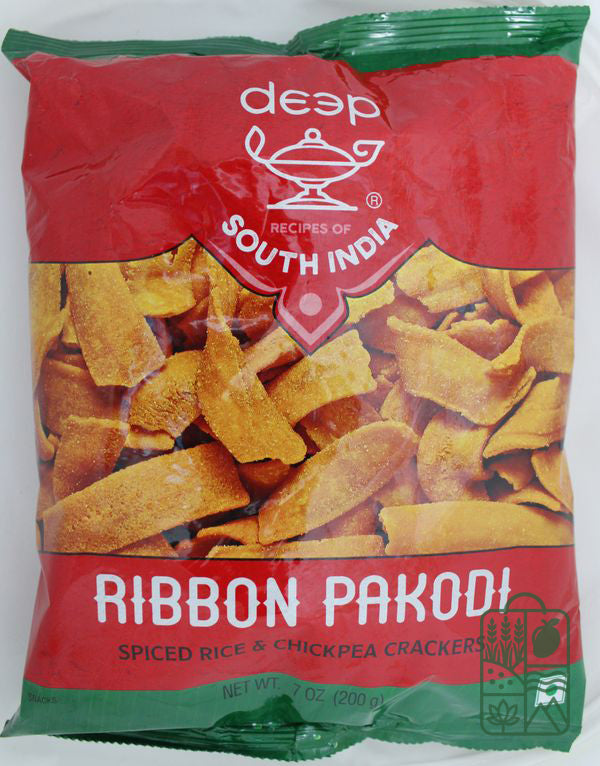 deep
®
RECIPES OF
SOUTH INDIA
RIBBON PAKODI
SPICED RICE & CHICKPEA CRACKERS
SNACKS
NET WT. 7 OZ (200 g)